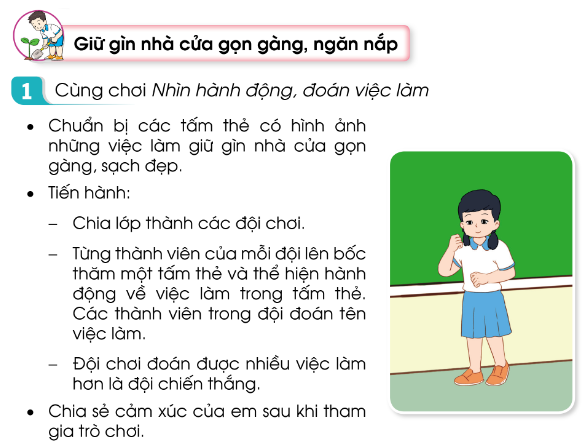 Giữ gìn nhà cửa gọn gàng, ngăn nắp
1 Cùng chơi Nhìn hành động, đoán việc làm
• Chuẩn bị các tấm thẻ có hình ảnh
những việc làm giữ gìn nhà cửa gọn
gàng, sạch đẹp.
• Tiến hành:
– Chia lớp thành các đội chơi.
– Từng thành viên của mỗi đội lên bốc
thăm một tấm thẻ và thể hiện hành
động về việc làm trong tấm thẻ.
Các thành viên trong đội đoán tên
việc làm.
– Đội chơi đoán được nhiều việc làm
hơn là đội chiến thắng.
• Chia sẻ cảm xúc của em sau khi tham
gia trò chơi.